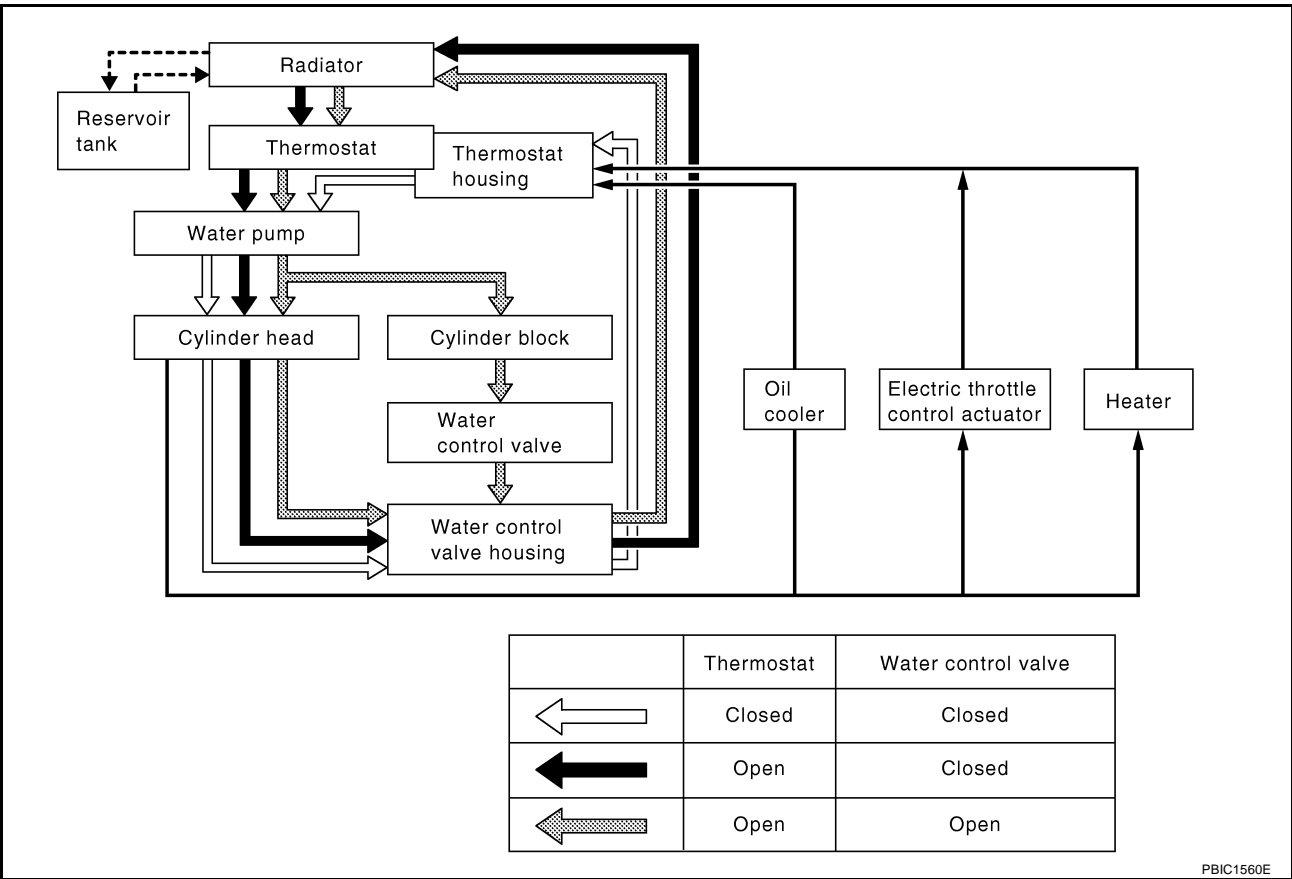 Radiator
Reservoir
tank
Thermostat
Thermostat
housing
Water pump
Cylinder head
Cylinder block
Water
control valve
Oil
cooler
Electric throttle
control actuator
Heater
Water control
valve housing
Thermostat Water control valve
Closed Closed
Open Closed
Open Open
PBIC1560E